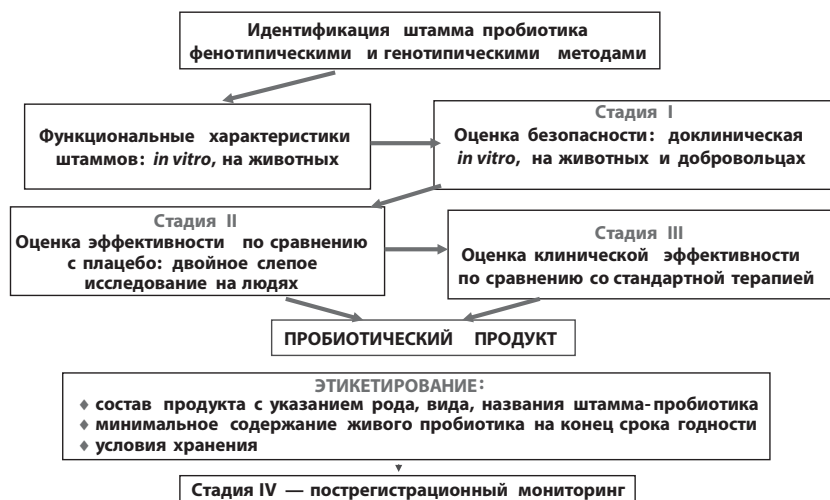 Идентификация штамма пробиотика
фенотипическими и генотипическими методами
Функциональные характеристики
штаммов: in vitro, на животных
Стадия I
Оценка безопасности: доклиническая
in vitro, на животных и добровольцах
Стадия II
Оценка эффективности по сравнению
с плацебо: двойное слепое
исследование на людях
Стадия III
Оценка клинической эффективности
по сравнению со стандартной терапией
ПРОБИОТИЧЕСКИЙ ПРОДУКТ
ЭТИКЕТИРОВАНИЕ:
♦ состав продукта с указанием рода, вида, названия штамма-пробиотика
♦ минимальное содержание живого пробиотика на конец срока годности
♦ условия хранения
Стадия IV — пострегистрационный мониторинг